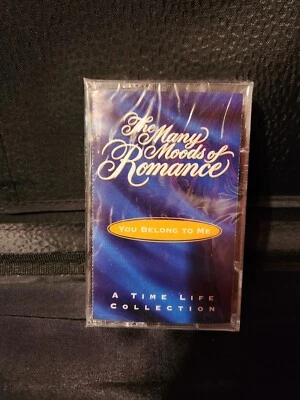 The
Many
Moods of
Romance
YOU BELONG TO ME
A TIME LIFE
COLLECTION